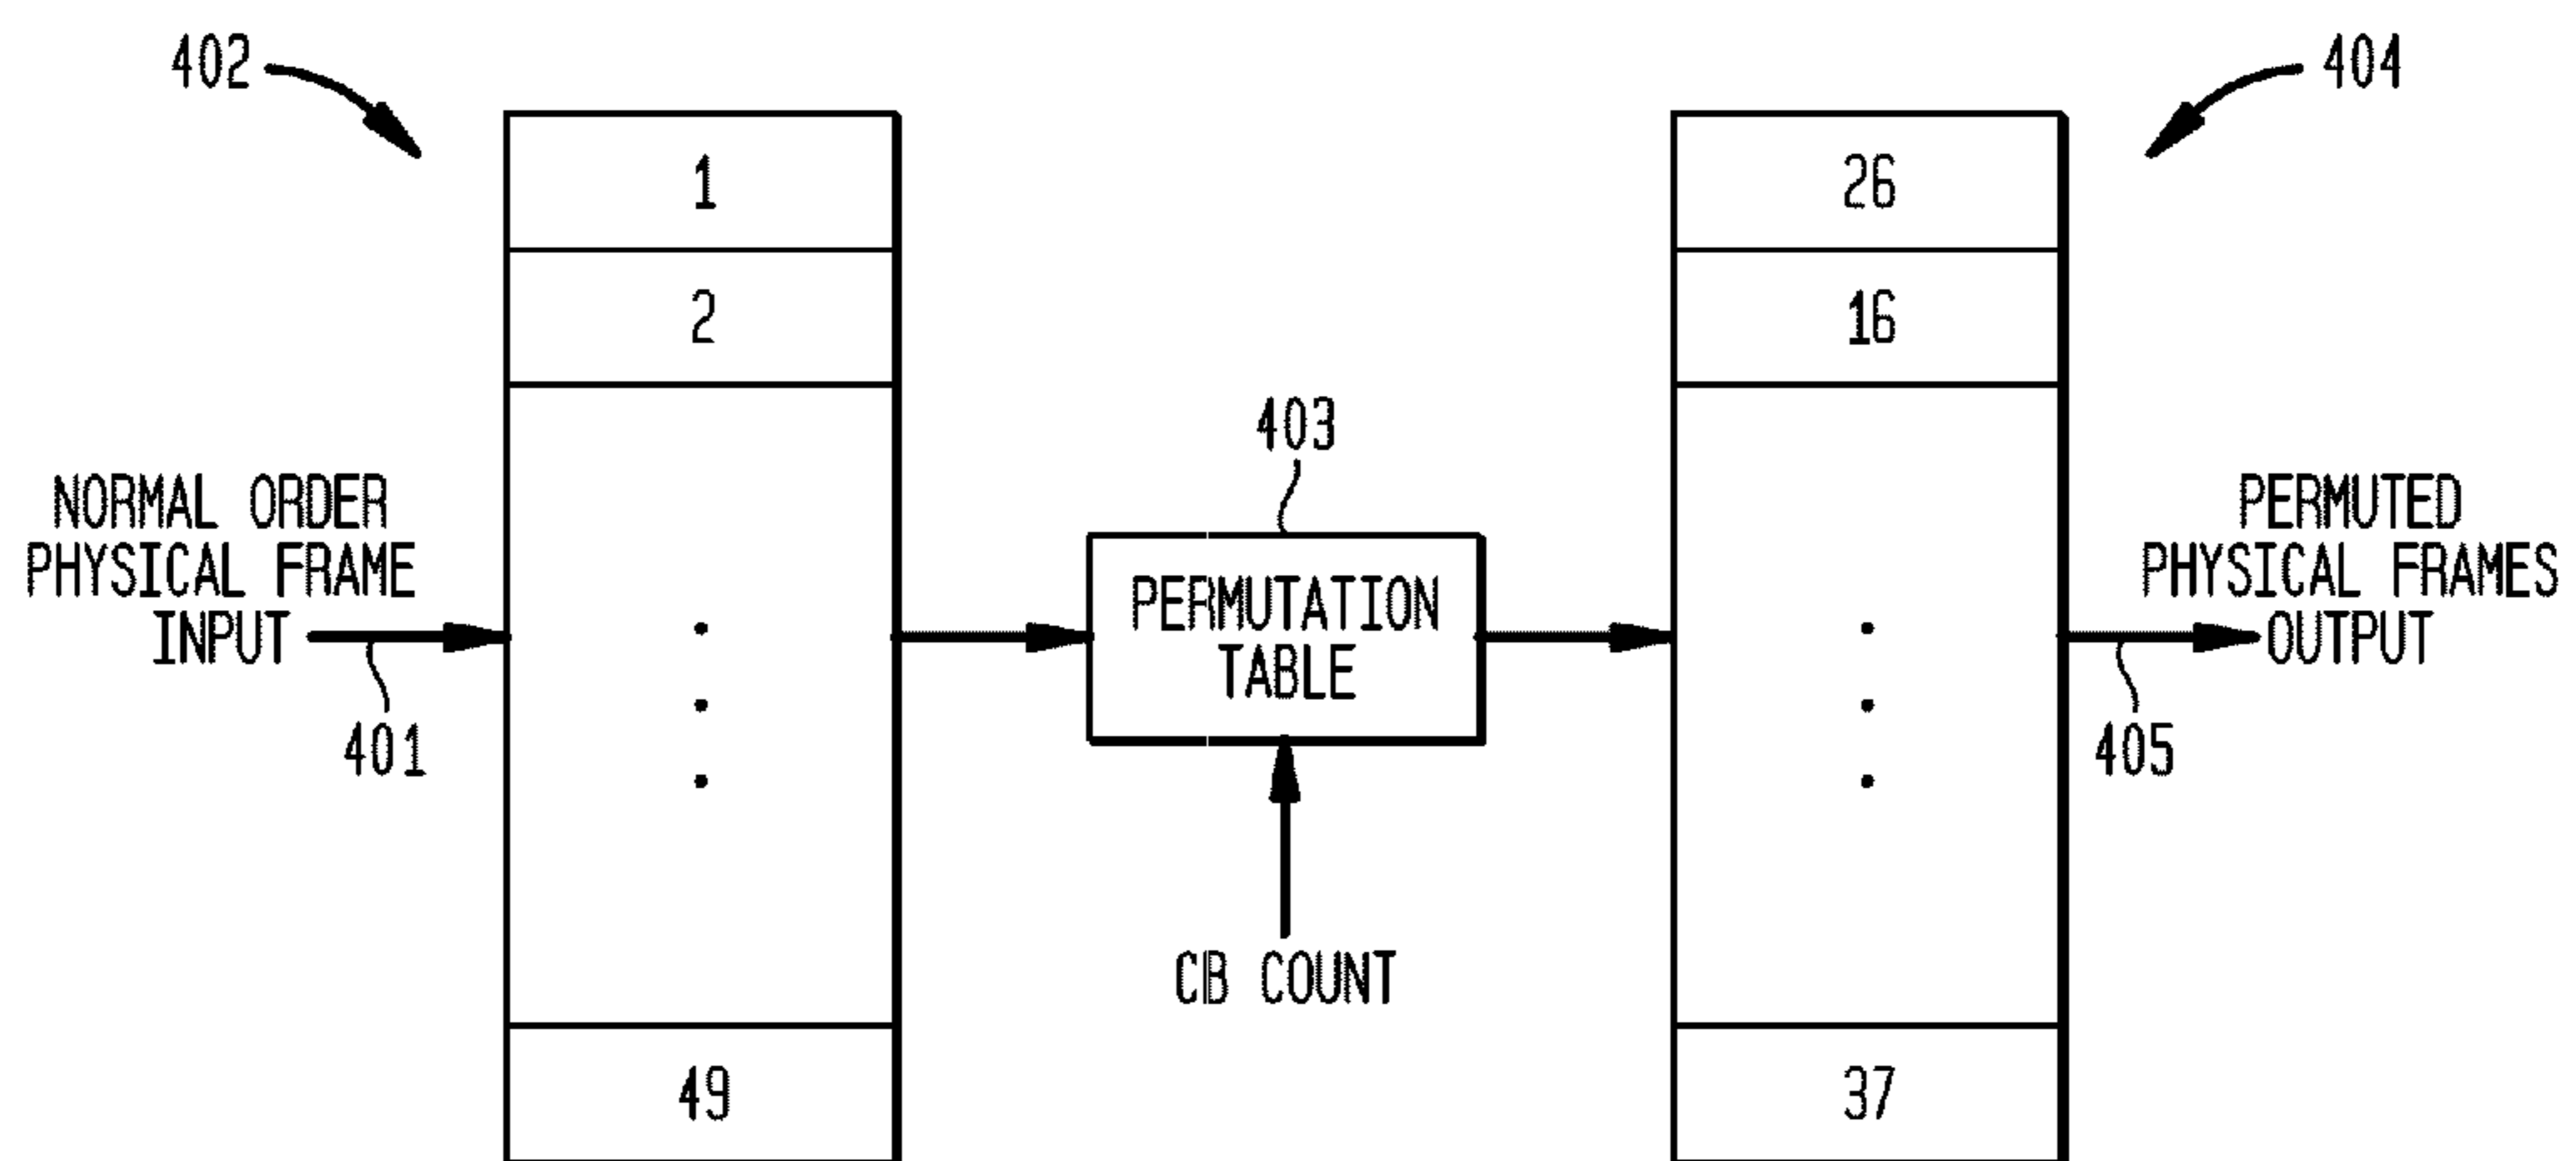 402
404
1
2
49
NORMAL ORDER
PHYSICAL FRAME
INPUT
401
403
PERMUTATION
TABLE
CB COUNT
26
16
37
PERMUTED
PHYSICAL FRAMES
OUTPUT
405